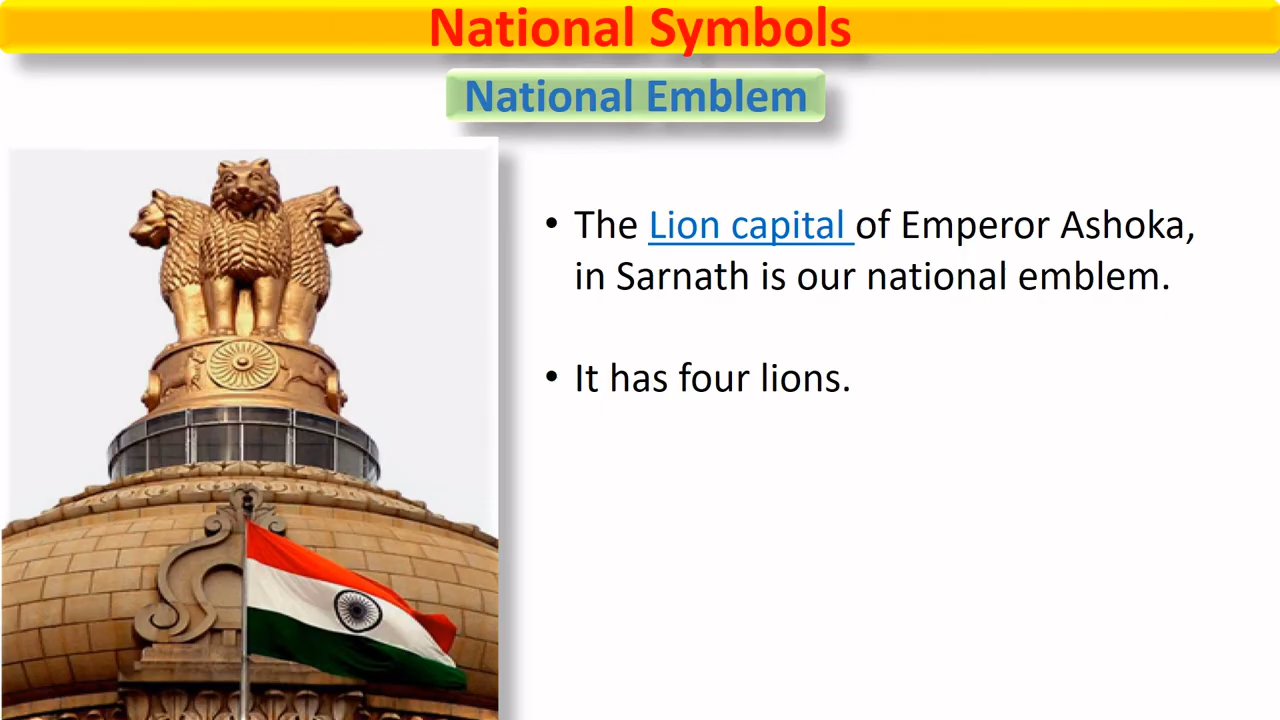 National Symbols
National Emblem
• The Lion capital of Emperor Ashoka,
in Sarnath is our national emblem.
• It has four lions.